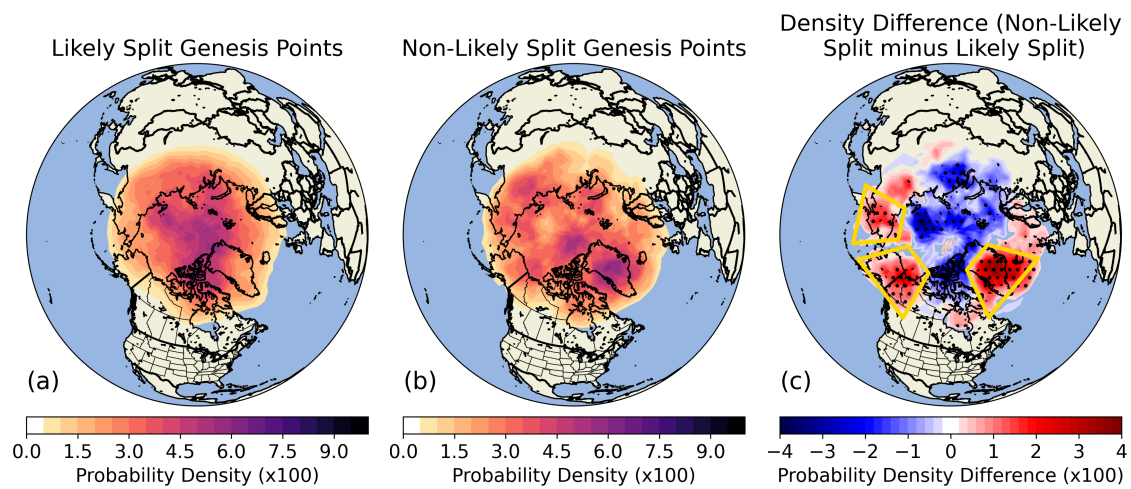 Likely Split Genesis Points
Non-Likely Split Genesis Points
Density Difference (Non-Likely
Split minus Likely Split)
(a)
(b)
(c)
0.0 1.5 3.0 4.5 6.0 7.5 9.0
Probability Density (x100)
0.0 1.5 3.0 4.5 6.0 7.5 9.0
Probability Density (x100)
−4 −3 −2 −1 0 1 2 3 4
Probability Density Difference (x100)